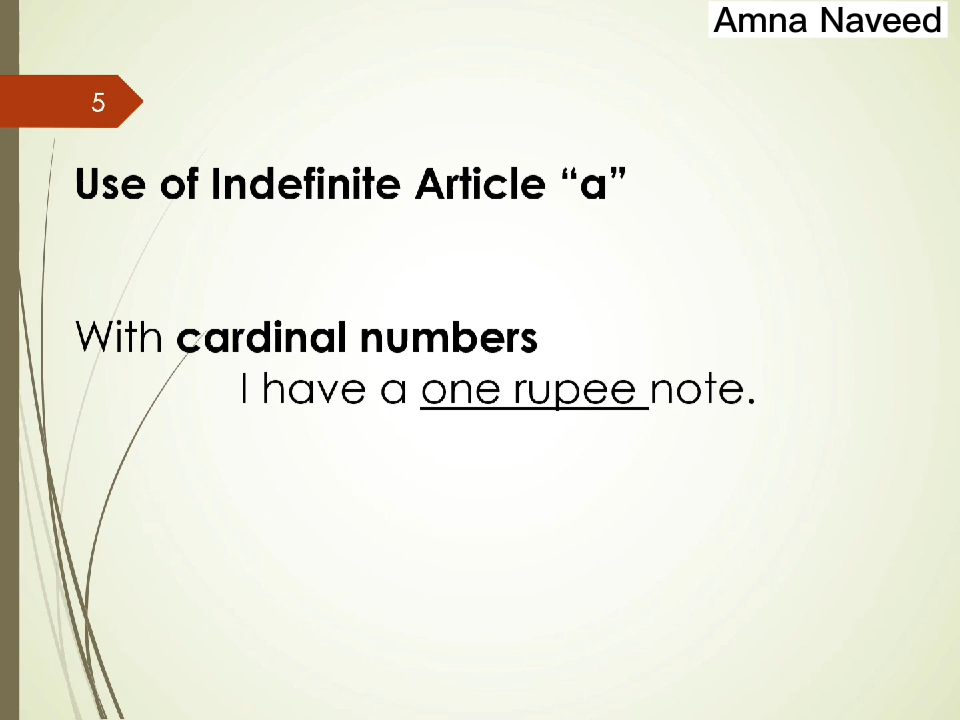 Amna Naveed
5
Use of Indefinite Article “a”
With cardinal numbers
I have a one rupee note.